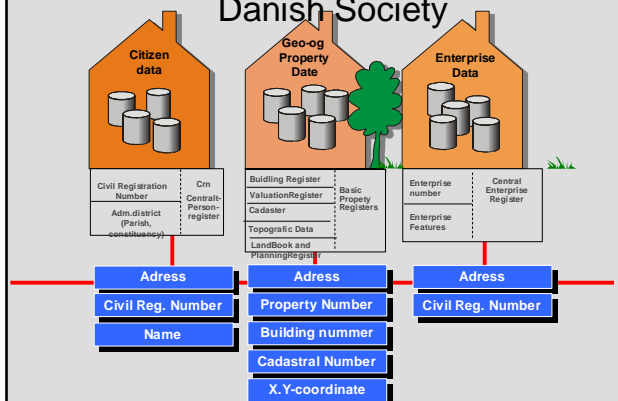 Danish Society
Citizen
data
Geo-og
Property
Date
Enterprise
Data
Civil Registration
Number
Adm.district
(Parish,
constituency)
Crn
Centralt-
Person-
register
Buidling Register
ValuationRegister
Cadaster
Topografic Data
LandBook and
PlanningRegister
Basic
Propety
Registers
Enterprise
number
Enterprise
Features
Central
Enterprise
Register
Adress
Civil Reg. Number
Name
Adress
Property Number
Building nummer
Cadastral Number
X.Y-coordinate
Adress
Civil Reg. Number